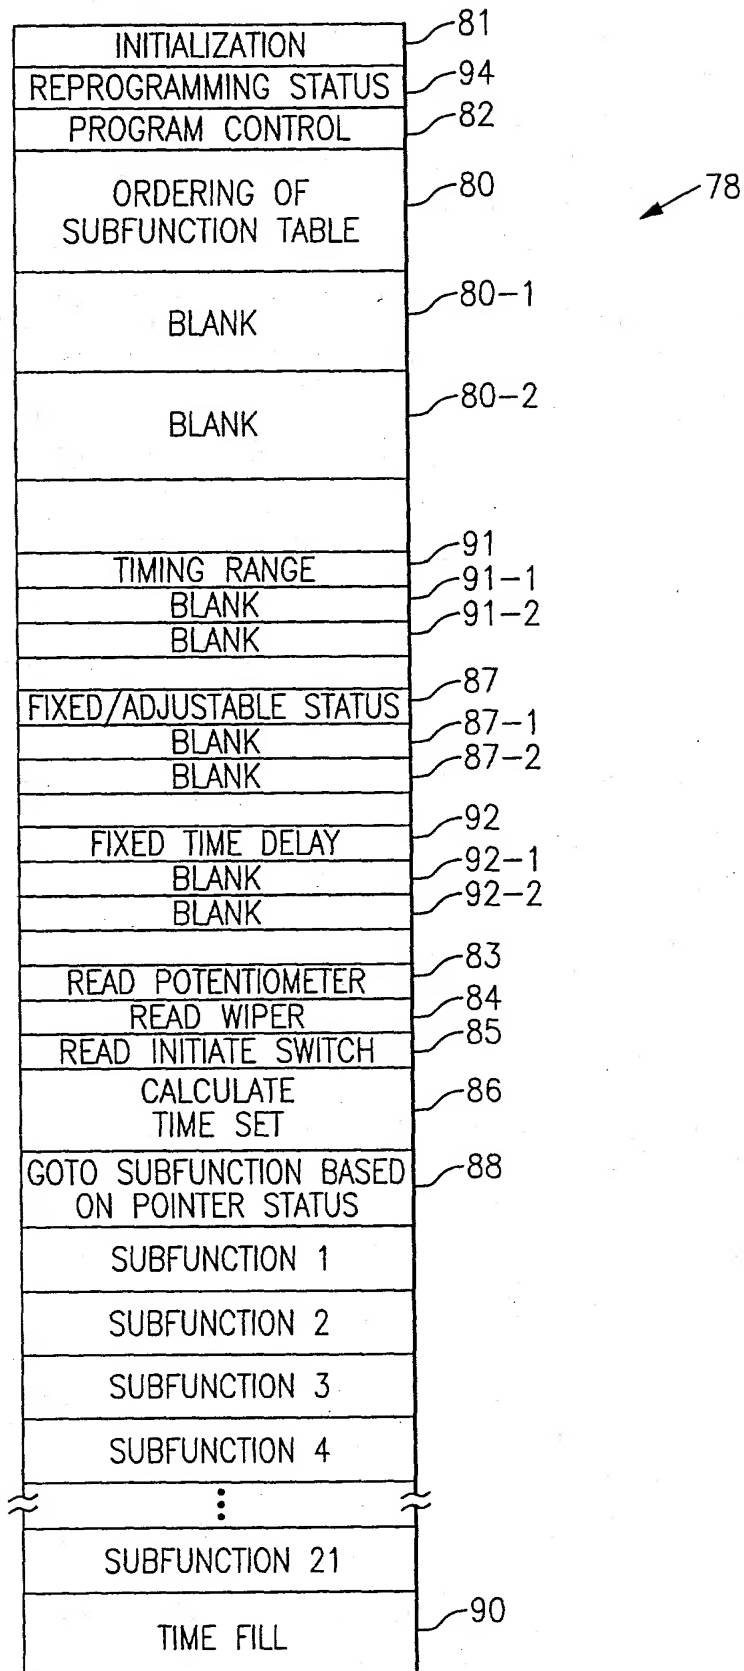 INITIALIZATION 81
REPROGRAMMING STATUS 94
PROGRAM CONTROL 82
ORDERING OF
SUBFUNCTION TABLE 80
78
BLANK 80-1
BLANK 80-2
TIMING RANGE 91
BLANK 91-1
BLANK 91-2
FIXED/ADJUSTABLE STATUS 87
BLANK 87-1
BLANK 87-2
FIXED TIME DELAY 92
BLANK 92-1
BLANK 92-2
READ POTENTIOMETER 83
READ WIPER 84
READ INITIATE SWITCH 85
CALCULATE
TIME SET 86
GOTO SUBFUNCTION BASED
ON POINTER STATUS 88
SUBFUNCTION 1
SUBFUNCTION 2
SUBFUNCTION 3
SUBFUNCTION 4
SUBFUNCTION 21
TIME FILL 90